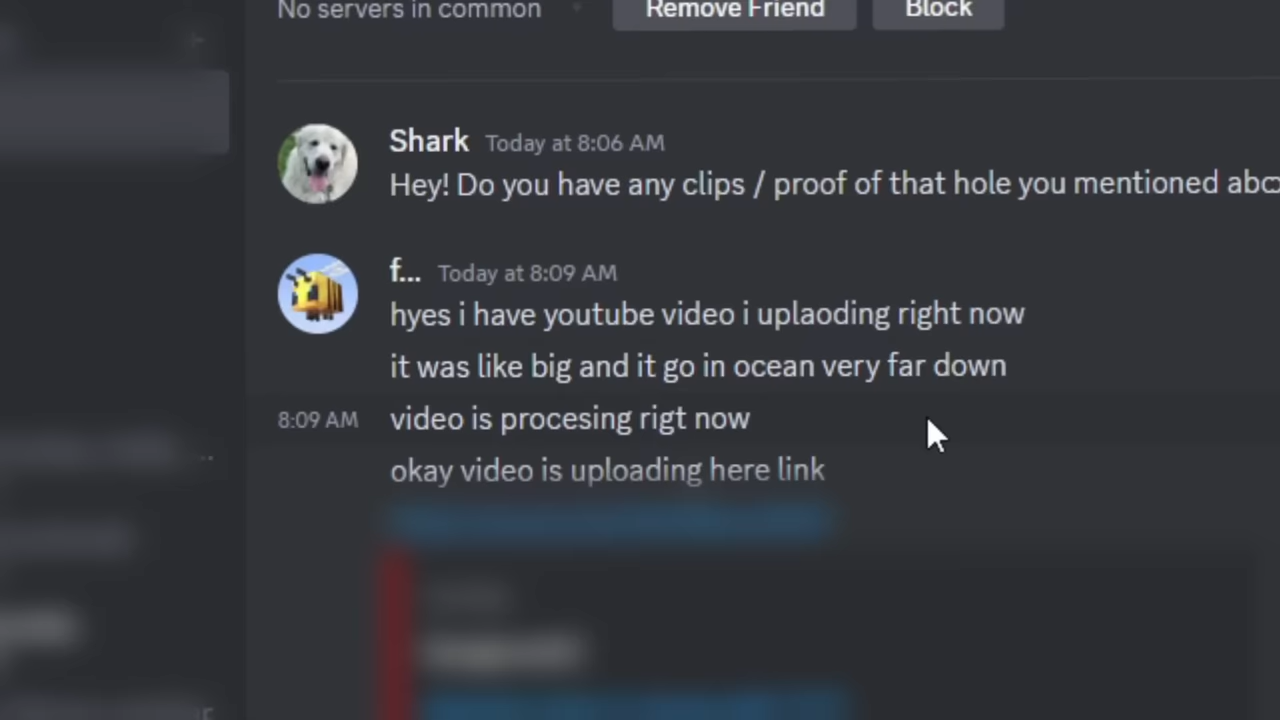 No servers in common
Remove Friend
Block
Shark Today at 8:06 AM
Hey! Do you have any clips / proof of that hole you mentioned
f... Today at 8:09 AM
hyes i have youtube video i uplaoding right now
it was like big and it go in ocean very far down
8:09 AM video is procesing rigt now
okay video is uploading here link